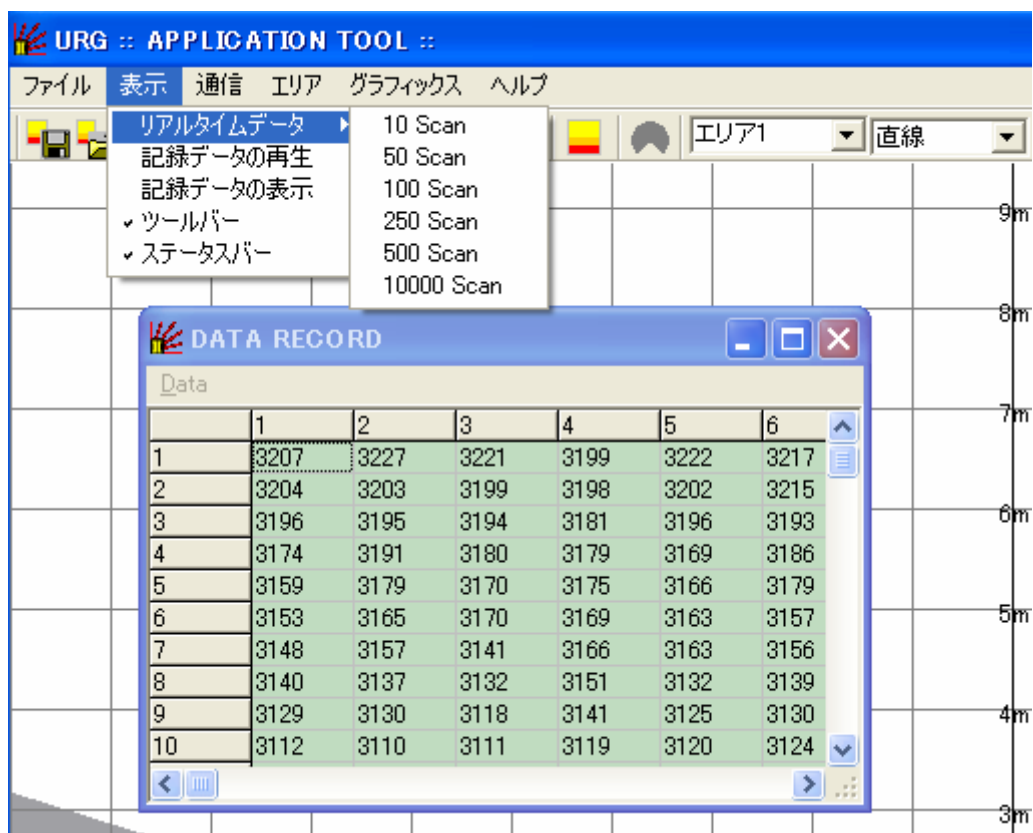 URG :: APPLICATION TOOL ::
ファイル 表示 通信 エリア グラフィックス ヘルプ
リアルタイムデータ
記録データの再生
記録データの表示
ツールバー
ステータスバー
10 Scan
50 Scan
100 Scan
250 Scan
500 Scan
10000 Scan
エリア1 直線
9m
8m
7m
6m
5m
4m
3m
DATA RECORD
Data
1 2 3 4 5 6
1 3207 3227 3221 3199 3222 3217
2 3204 3203 3199 3198 3202 3215
3 3196 3195 3194 3181 3196 3193
4 3174 3191 3180 3179 3169 3186
5 3159 3179 3170 3175 3166 3179
6 3153 3165 3170 3169 3163 3157
7 3148 3157 3141 3166 3163 3156
8 3140 3137 3132 3151 3132 3139
9 3129 3130 3118 3141 3125 3130
10 3112 3110 3111 3119 3120 3124